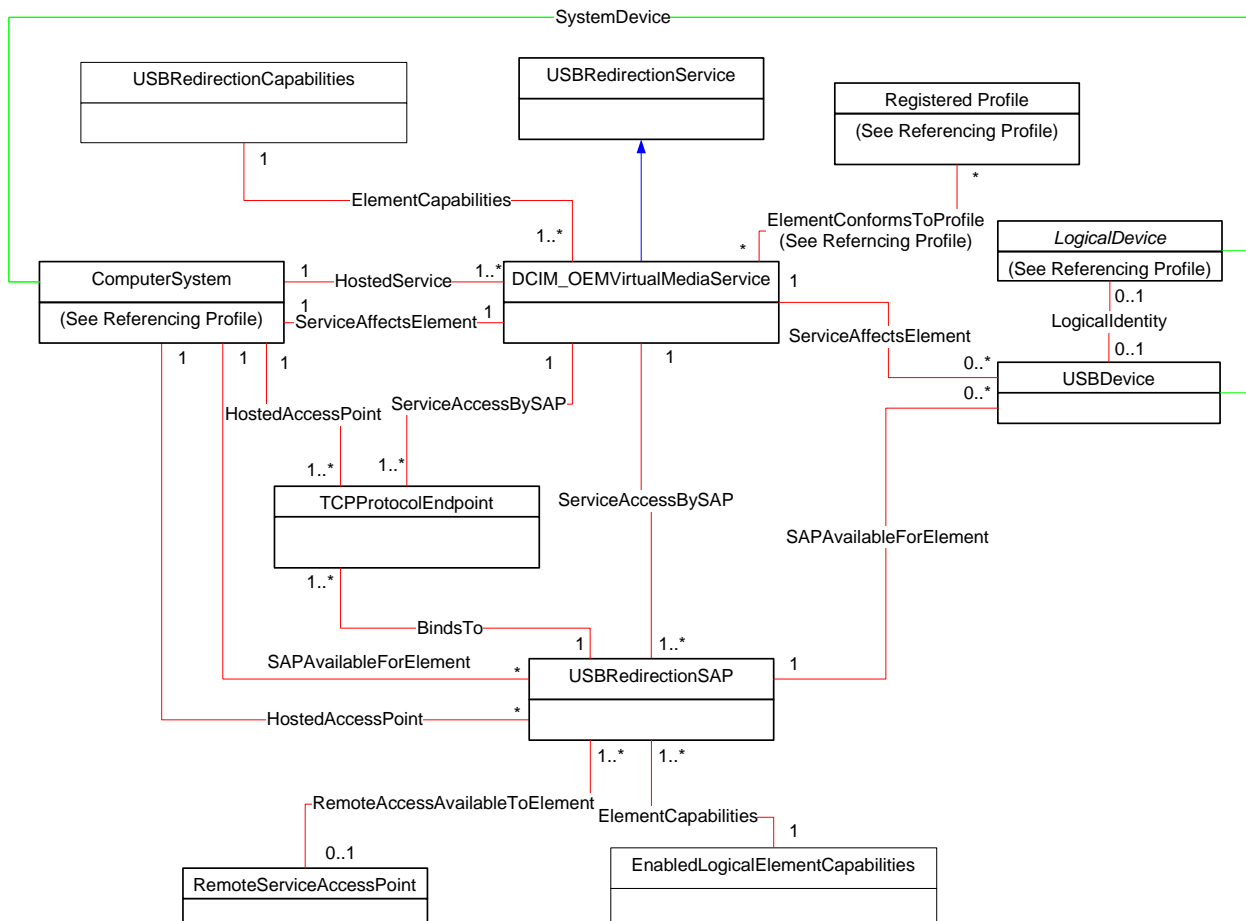 SystemDevice
USBRedirectionCapabilities
USBRedirectionService
Registered Profile
(See Referencing Profile)
1
*
ElementCapabilities
1..*
ElementConformsToProfile
(See Referncing Profile)
*
LogicalDevice
(See Referencing Profile)
ComputerSystem
(See Referencing Profile)
1
HostedService
1..*
DCIM_OEMVirtualMediaService
1
1
ServiceAffectsElement
1
0..1
LogicalIdentity
0..1
ServiceAffectsElement
0..*
USBDevice
0..*
1
1
1
1
1
HostedAccessPoint
ServiceAccessBySAP
1..*
1..*
TCPProtocolEndpoint
ServiceAccessBySAP
SAPAvailableForElement
1..*
BindsTo
1
1..*
SAPAvailableForElement
*
USBRedirectionSAP
1
HostedAccessPoint
*
1..*
1..*
RemoteAccessAvailableToElement
ElementCapabilities
0..1
1
RemoteServiceAccessPoint
EnabledLogicalElementCapabilities